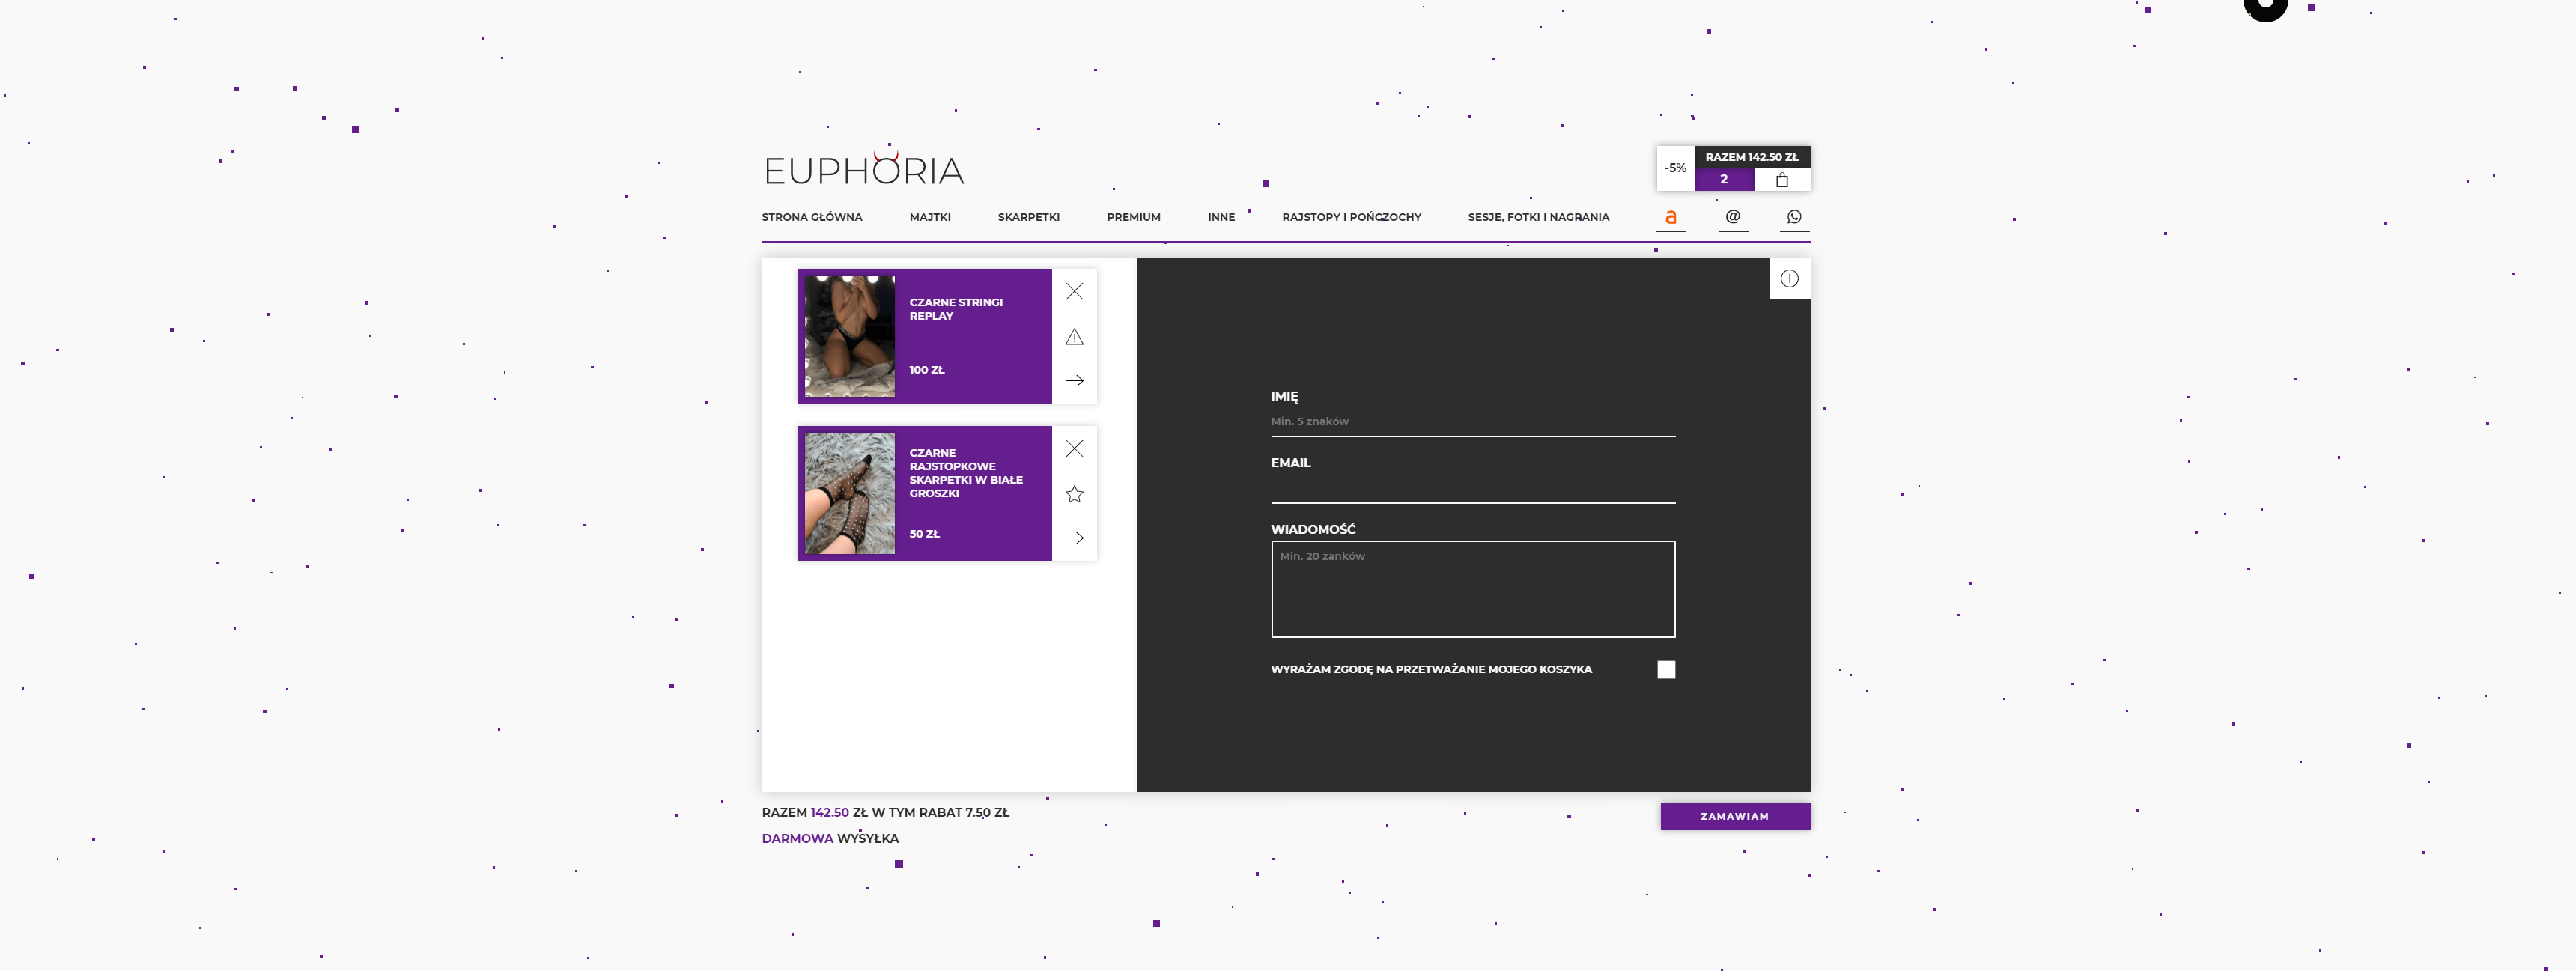 EUPHORIA
-5%
RAZEM 142.50 ZŁ
2
STRONA GŁÓWNA
MAJTKI
SKARPETKI
PREMIUM
INNE
RAJSTOPY I POŃCZOCHY
SESJE, FOTKI I NAGRANIA
a
@
CZARNE STRINGI
REPLAY
100 ZŁ
CZARNE
RAJSTOPKOWE
SKARPETKI W BIAŁE
GROSZKI
50 ZŁ
IMIĘ
Min. 5 znaków
EMAIL
WIADOMOŚĆ
Min. 20 zanków
WYRAŻAM ZGODĘ NA PRZETWAŻANIE MOJEGO KOSZYKA
RAZEM 142.50 ZŁ W TYM RABAT 7.50 ZŁ
DARMOWA WYSYŁKA
ZAMAWIAM